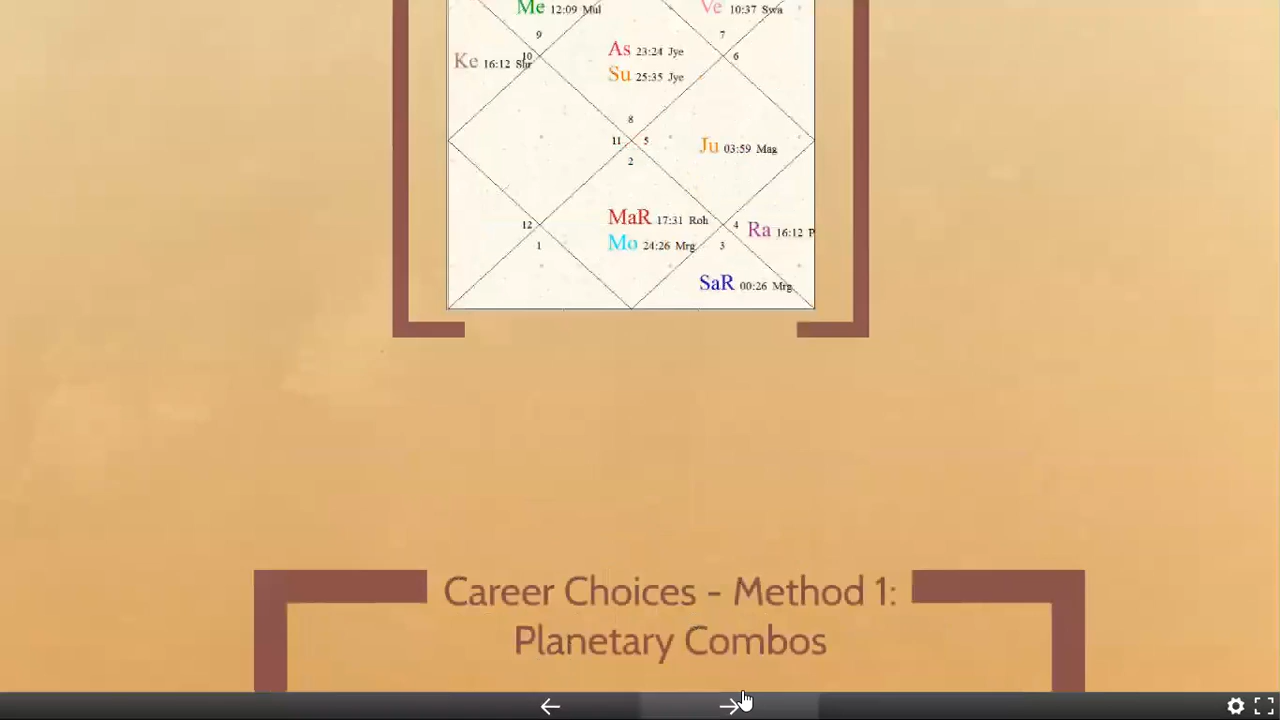 Me 12:09 Mul
Ve 10:37 Swa
9
7
As 23:24 Jye
10
6
Ke 16:12
Su 25:35 Jye
8
11
5
Ju 03:59 Mag
2
MaR 17:31 Roh
12
4
Ra 16:12 P
Mo 24:26 Mrg
1
3
SaR 00:26 Mrg
Career Choices - Method 1:
Planetary Combos